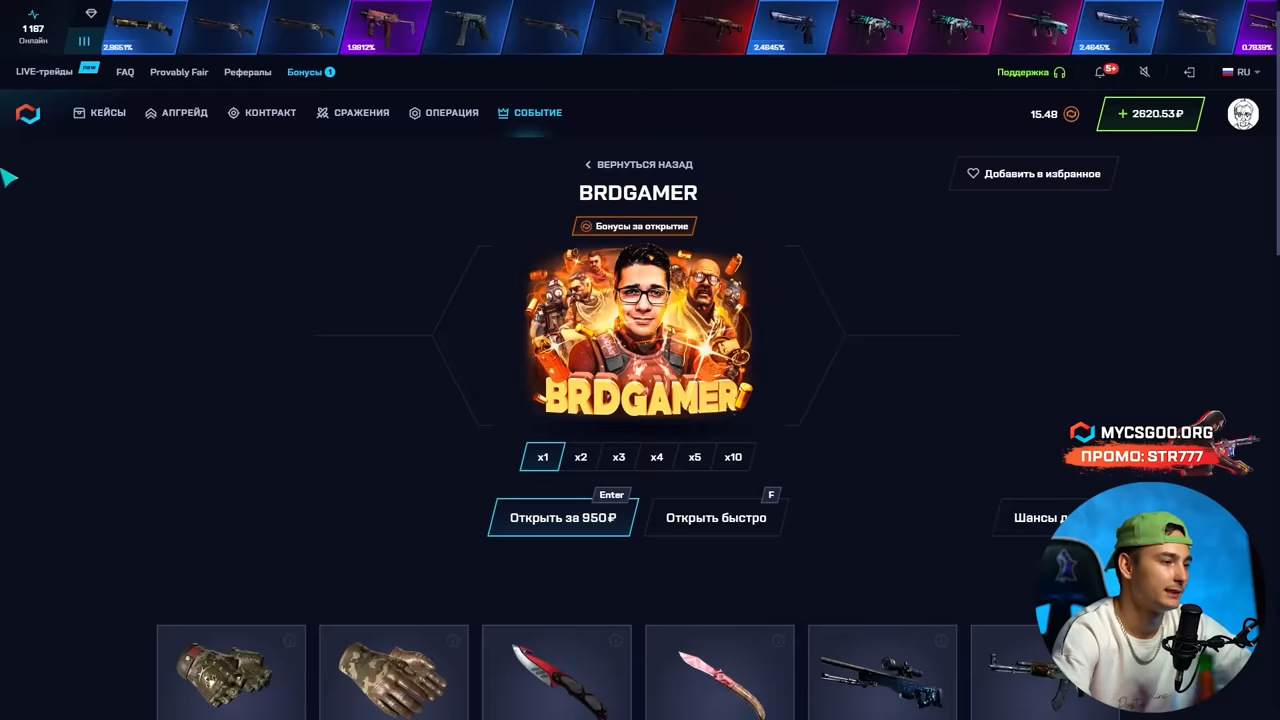 1 167
Онлайн
2.8651%
1.9812%
2.4645%
2.4645%
0.7839%
LIVE-трейды
new
FAQ
Provably Fair
Рефералы
Бонусы 1
Поддержка
5+
RU
КЕЙСЫ
АПГРЕЙД
КОНТРАКТ
СРАЖЕНИЯ
ОПЕРАЦИЯ
СОБЫТИЕ
15.48
+ 2620.53₽
ВЕРНУТЬСЯ НАЗАД
Добавить в избранное
BRDGAMER
Бонусы за открытие
BRDGAMER
MYCSGOO.ORG
ПРОМО: STR777
x1 x2 x3 x4 x5 x10
Enter
F
Открыть за 950₽
Открыть быстро
Шансы